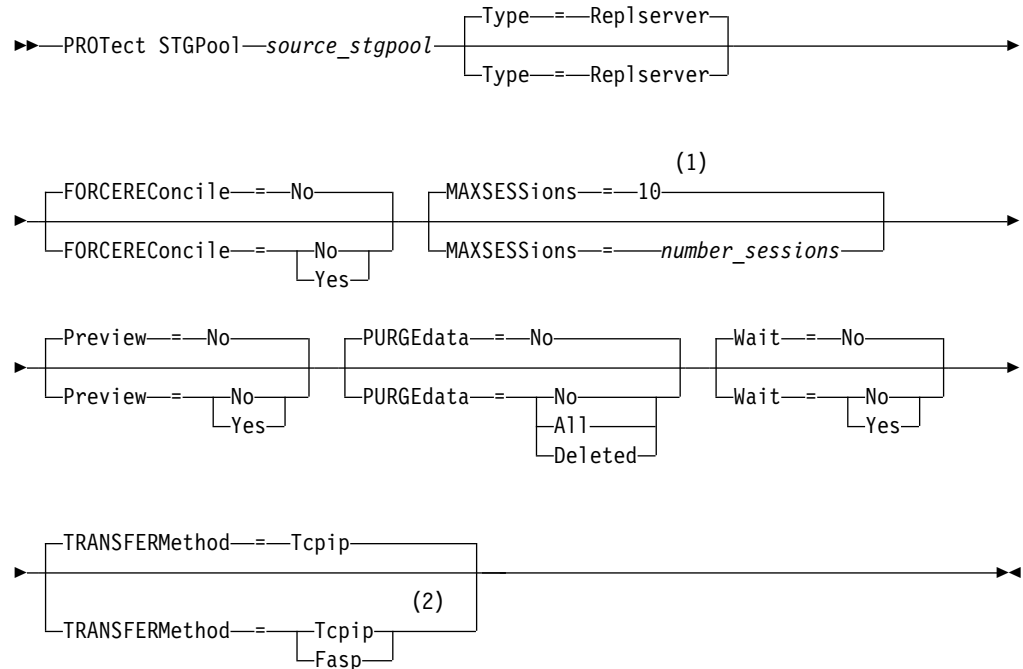 Type = Replserver
PROTect STGPool source_stgpool
Type = Replserver
(1)
FORCEREConcile = No MAXSESSions = 10
FORCEREConcile = No MAXSESSions = number_sessions
Yes
Preview = No PURGEdata = No Wait = No
Preview = No PURGEdata = No Wait = No
Yes All Yes
Deleted
TRANSFERMethod = Tcpip
(2)
TRANSFERMethod = Tcpip
Fasp